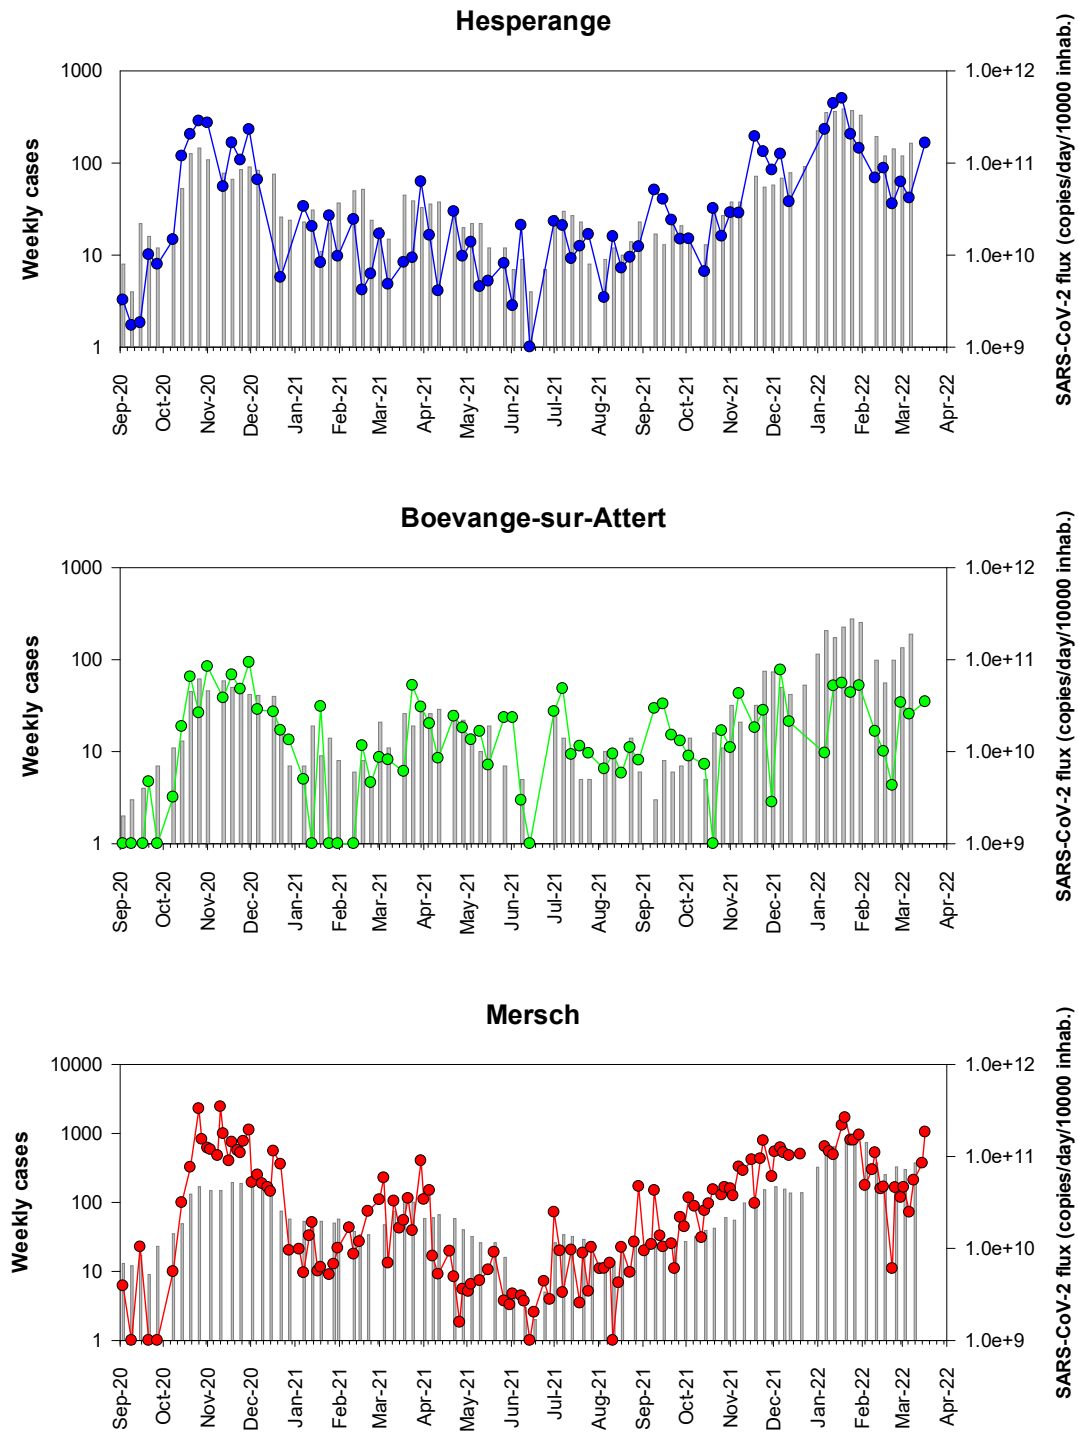 Hesperange
Weekly cases
1000
100
10
1
1.0e+12
1.0e+11
1.0e+10
1.0e+9
SARS-CoV-2 flux (copies/day/10000 inhab.)
Sep-20
Oct-20
Nov-20
Dec-20
Jan-21
Feb-21
Mar-21
Apr-21
May-21
Jun-21
Jul-21
Aug-21
Sep-21
Oct-21
Nov-21
Dec-21
Jan-22
Feb-22
Mar-22
Apr-22
Boevange-sur-Attert
Weekly cases
1000
100
10
1
1.0e+12
1.0e+11
1.0e+10
1.0e+9
SARS-CoV-2 flux (copies/day/10000 inhab.)
Sep-20
Oct-20
Nov-20
Dec-20
Jan-21
Feb-21
Mar-21
Apr-21
May-21
Jun-21
Jul-21
Aug-21
Sep-21
Oct-21
Nov-21
Dec-21
Jan-22
Feb-22
Mar-22
Apr-22
Mersch
Weekly cases
10000
1000
100
10
1
1.0e+12
1.0e+11
1.0e+10
1.0e+9
SARS-CoV-2 flux (copies/day/10000 inhab.)
Sep-20
Oct-20
Nov-20
Dec-20
Jan-21
Feb-21
Mar-21
Apr-21
May-21
Jun-21
Jul-21
Aug-21
Sep-21
Oct-21
Nov-21
Dec-21
Jan-22
Feb-22
Mar-22
Apr-22